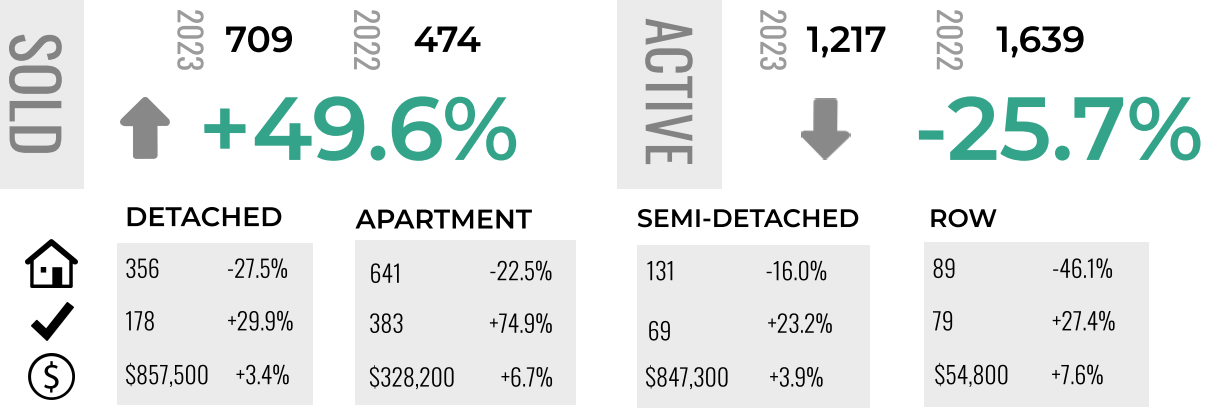 SOLD
2023 709 2022 474
+49.6%
ACTIVE
2023 1,217 2022 1,639
-25.7%
DETACHED
356 -27.5%
178 +29.9%
$857,500 +3.4%
APARTMENT
641 -22.5%
383 +74.9%
$328,200 +6.7%
SEMI-DETACHED
131 -16.0%
69 +23.2%
$847,300 +3.9%
ROW
89 -46.1%
79 +27.4%
$54,800 +7.6%
$